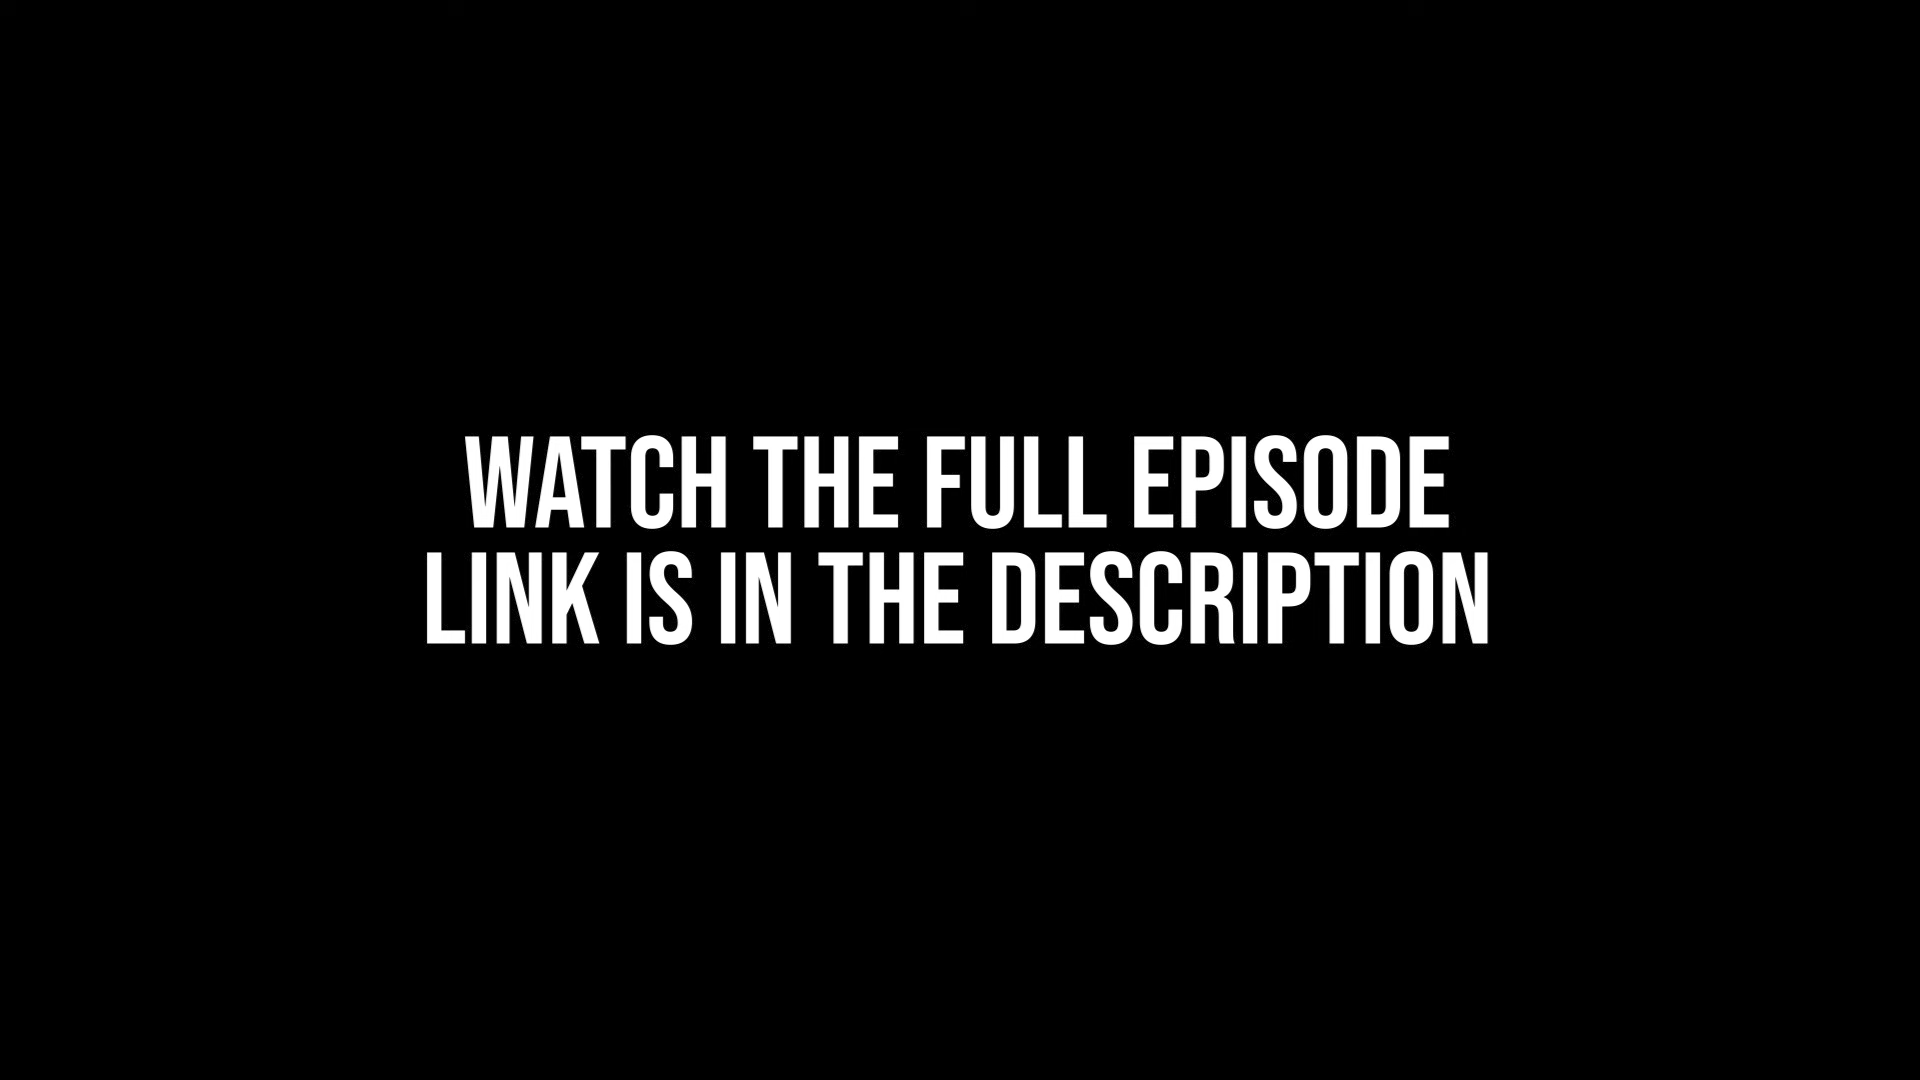 WATCH THE FULL EPISODE
LINK IS IN THE DESCRIPTION